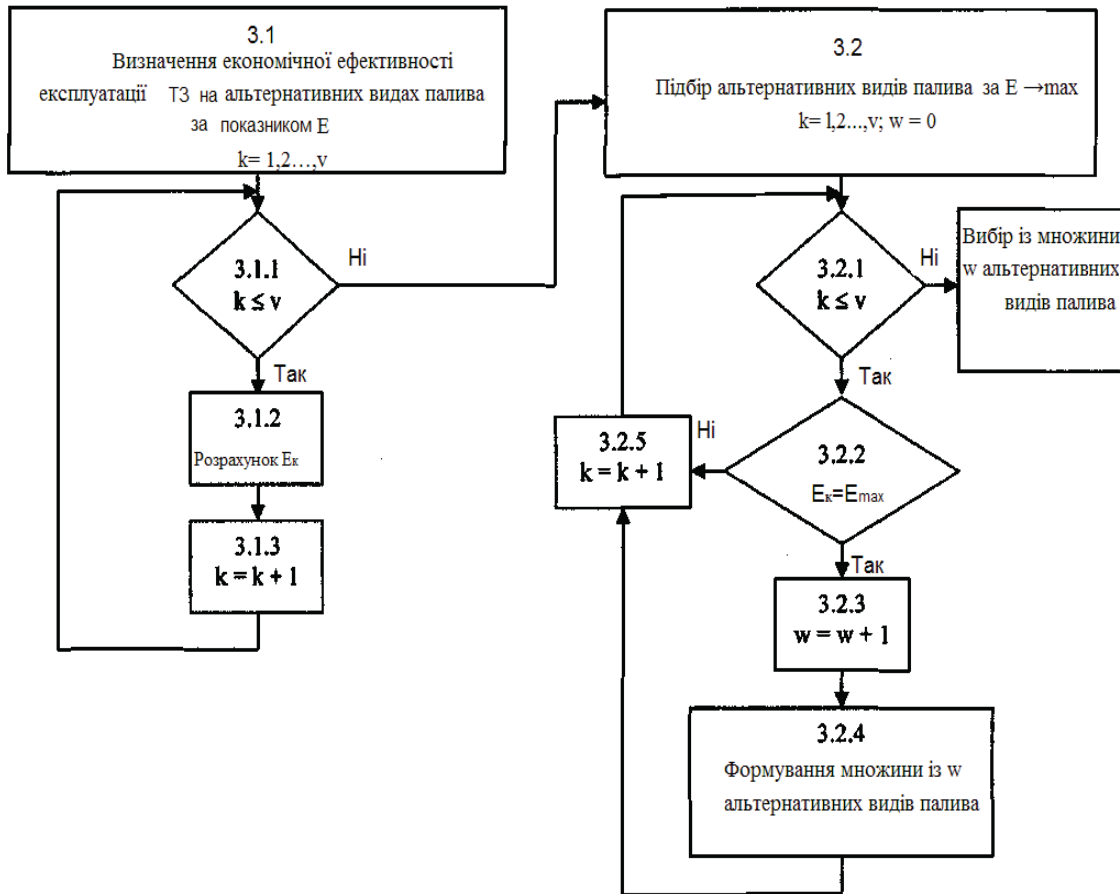 3.1
Визначення економічної ефективності
експлуатації ТЗ на альтернативних видах палива
за показником Е
k= 1,2…,v
3.1.1
k ≤ v
Ні
Так
3.1.2
Розрахунок Eк
3.1.3
k = k + 1
3.2
Підбір альтернативних видів палива за E →max
k= 1,2...,v; w = 0
3.2.1
k ≤ v
Ні
Вибір із множини
w альтернативних
видів палива
Так
3.2.2
Eк=Emax
Ні
3.2.5
k = k + 1
Так
3.2.3
w = w + 1
3.2.4
Формування множини із w
альтернативних видів палива